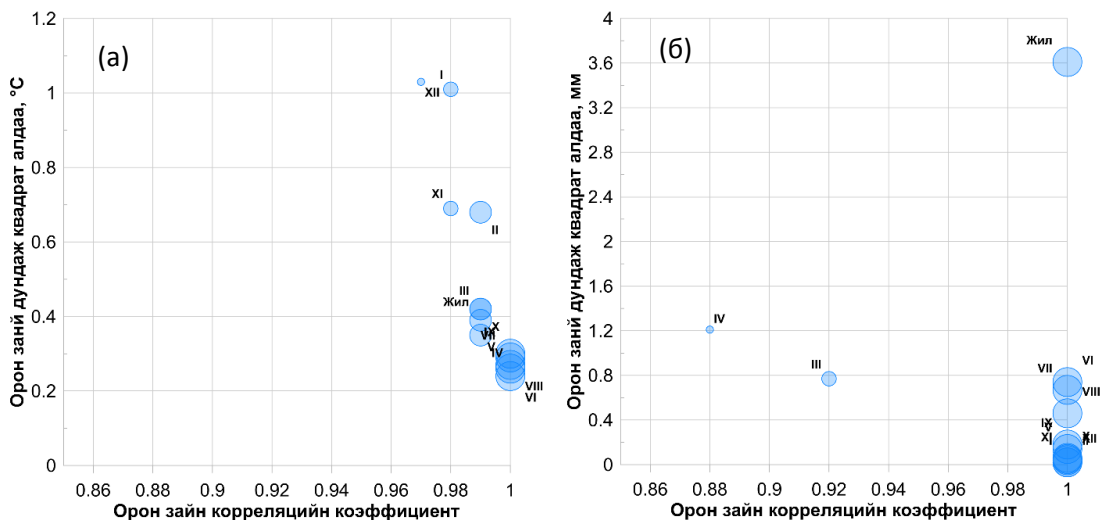 (а)
Орон занй дундаж квадрат алдаа, °C
1.2
1
0.8
0.6
0.4
0.2
0
I
XII
XI
II
III
Жил
X
IX
VII
V
IV
VIII
VI
0.86 0.88 0.9 0.92 0.94 0.96 0.98 1
Орон зайн корреляцийн коэффициент
(б)
Орон занй дундаж квадрат алдаа, мм
4
3.6
3.2
2.8
2.4
2
1.6
1.2
0.8
0.4
0
Жил
IV
III
VI
VII
VIII
IX
V
XI
X
XII
I
II
0.86 0.88 0.9 0.92 0.94 0.96 0.98 1
Орон зайн корреляцийн коэффициент